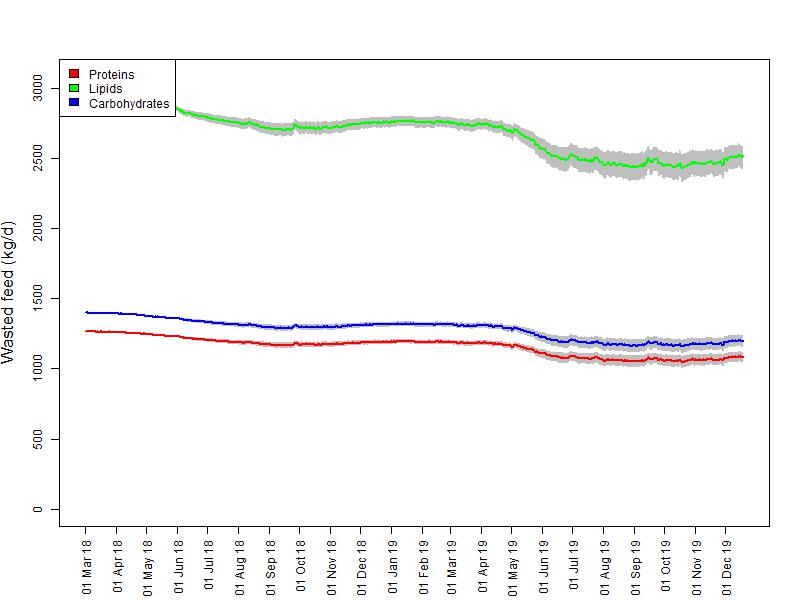 Proteins
Lipids
Carbohydrates
Wasted feed (kg/d)
3000
2500
2000
1500
1000
500
0
01 Mar 18
01 Apr 18
01 May 18
01 Jun 18
01 Jul 18
01 Aug 18
01 Sep 18
01 Oct 18
01 Nov 18
01 Dec 18
01 Jan 19
01 Feb 19
01 Mar 19
01 Apr 19
01 May 19
01 Jun 19
01 Jul 19
01 Aug 19
01 Sep 19
01 Oct 19
01 Nov 19
01 Dec 19